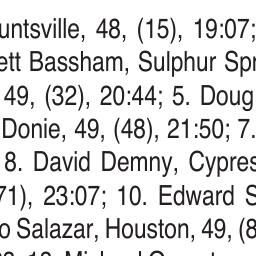 untsville, 48, (15), 19:07;
ett Bassham, Sulphur Spr
49, (32), 20:44; 5. Doug
Donie, 49, (48), 21:50; 7.
8. David Demny, Cypres
71), 23:07; 10. Edward S
o Salazar, Houston, 49, (8